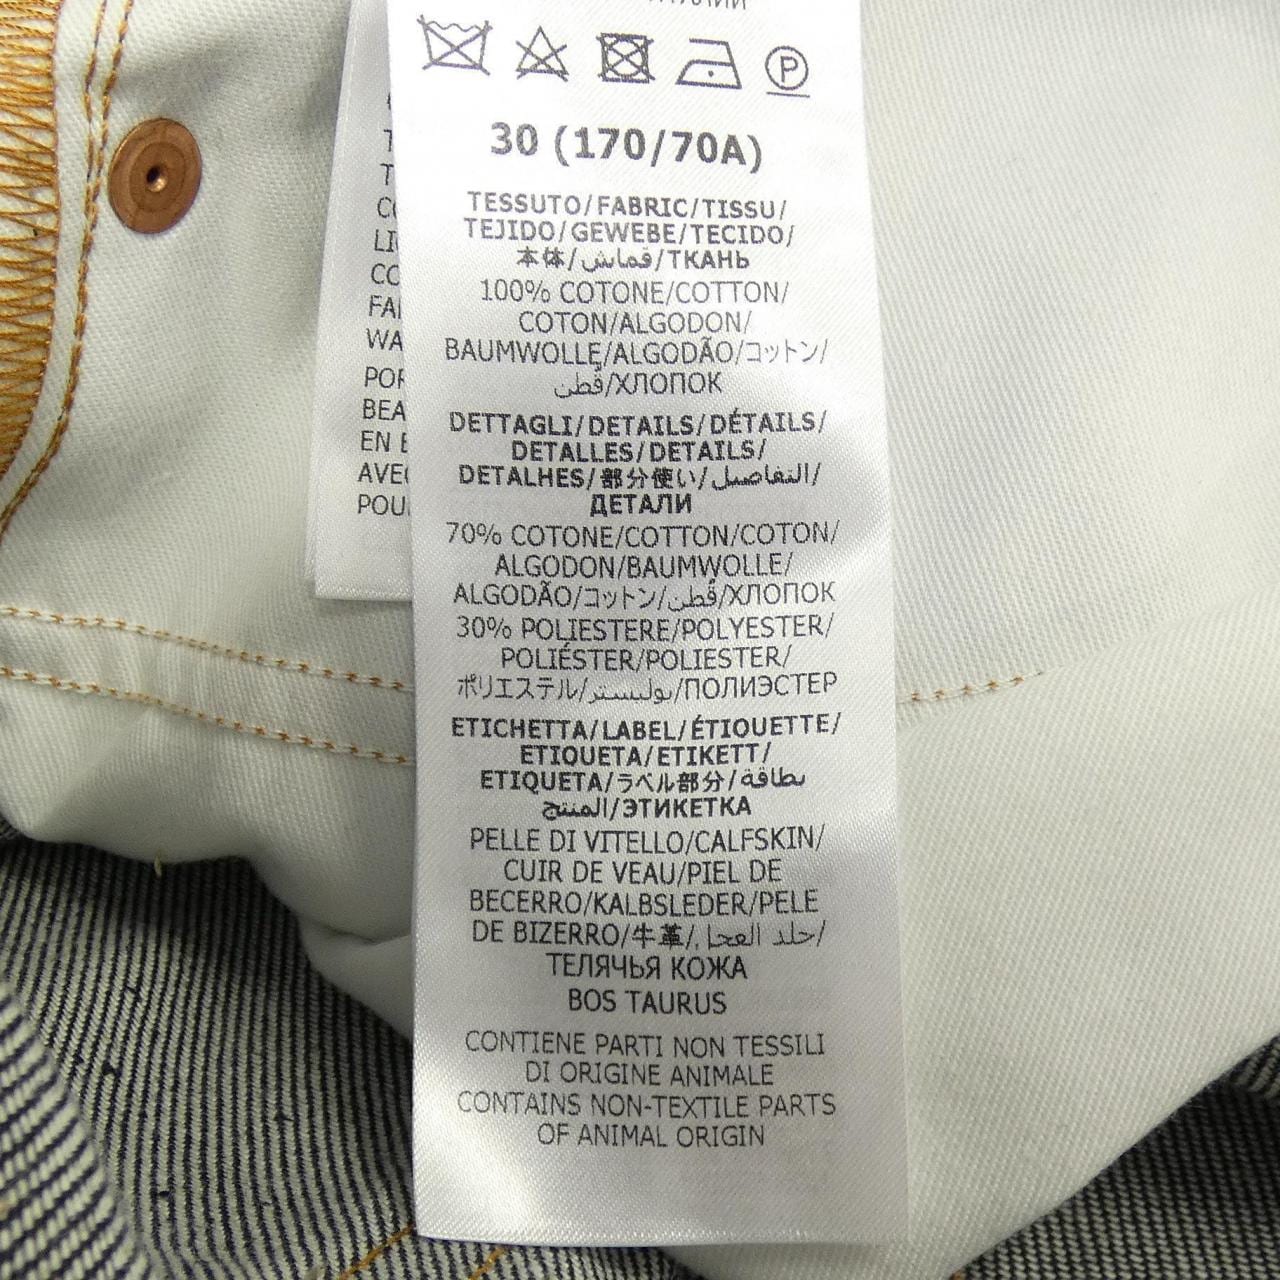 30 (170/70A)
TESSUTO/FABRIC/TISSU/
TEJIDO/GEWEBE/TECIDO/
本体/قماش/ТКАНЬ
100% COTONE/COTTON/
COTON/ALGODON/
BAUMWOLLE/ALGODÃO/コットン/
قُطن/ХЛОПОК
DETTAGLI/DETAILS/DÉTAILS/
DETALLES/DETAILS/
DETALHES/部分使い/التفاصيل/
ДЕТАЛИ
70% COTONE/COTTON/COTON/
ALGODON/BAUMWOLLE/
ALGODÃO/コットン/قُطن/ХЛОПОК
30% POLIESTERE/POLYESTER/
POLIÉSTER/POLIESTER/
ポリエステル/بوليستر/ПОЛИЭСТЕР
ETICHETTA/LABEL/ÉTIQUETTE/
ETIQUETA/ETIKETT/
ETIQUETA/ラベル部分/بطاقة
المنتج/ЭТИКЕТКА
PELLE DI VITELLO/CALFSKIN/
CUIR DE VEAU/PIEL DE
BECERRO/KALBSLEDER/PELE
DE BIZERRO/牛革/
ТЕЛЯЧЬЯ КОЖА
BOS TAURUS
CONTIENE PARTI NON TESSILI
DI ORIGINE ANIMALE
CONTAINS NON-TEXTILE PARTS
OF ANIMAL ORIGIN